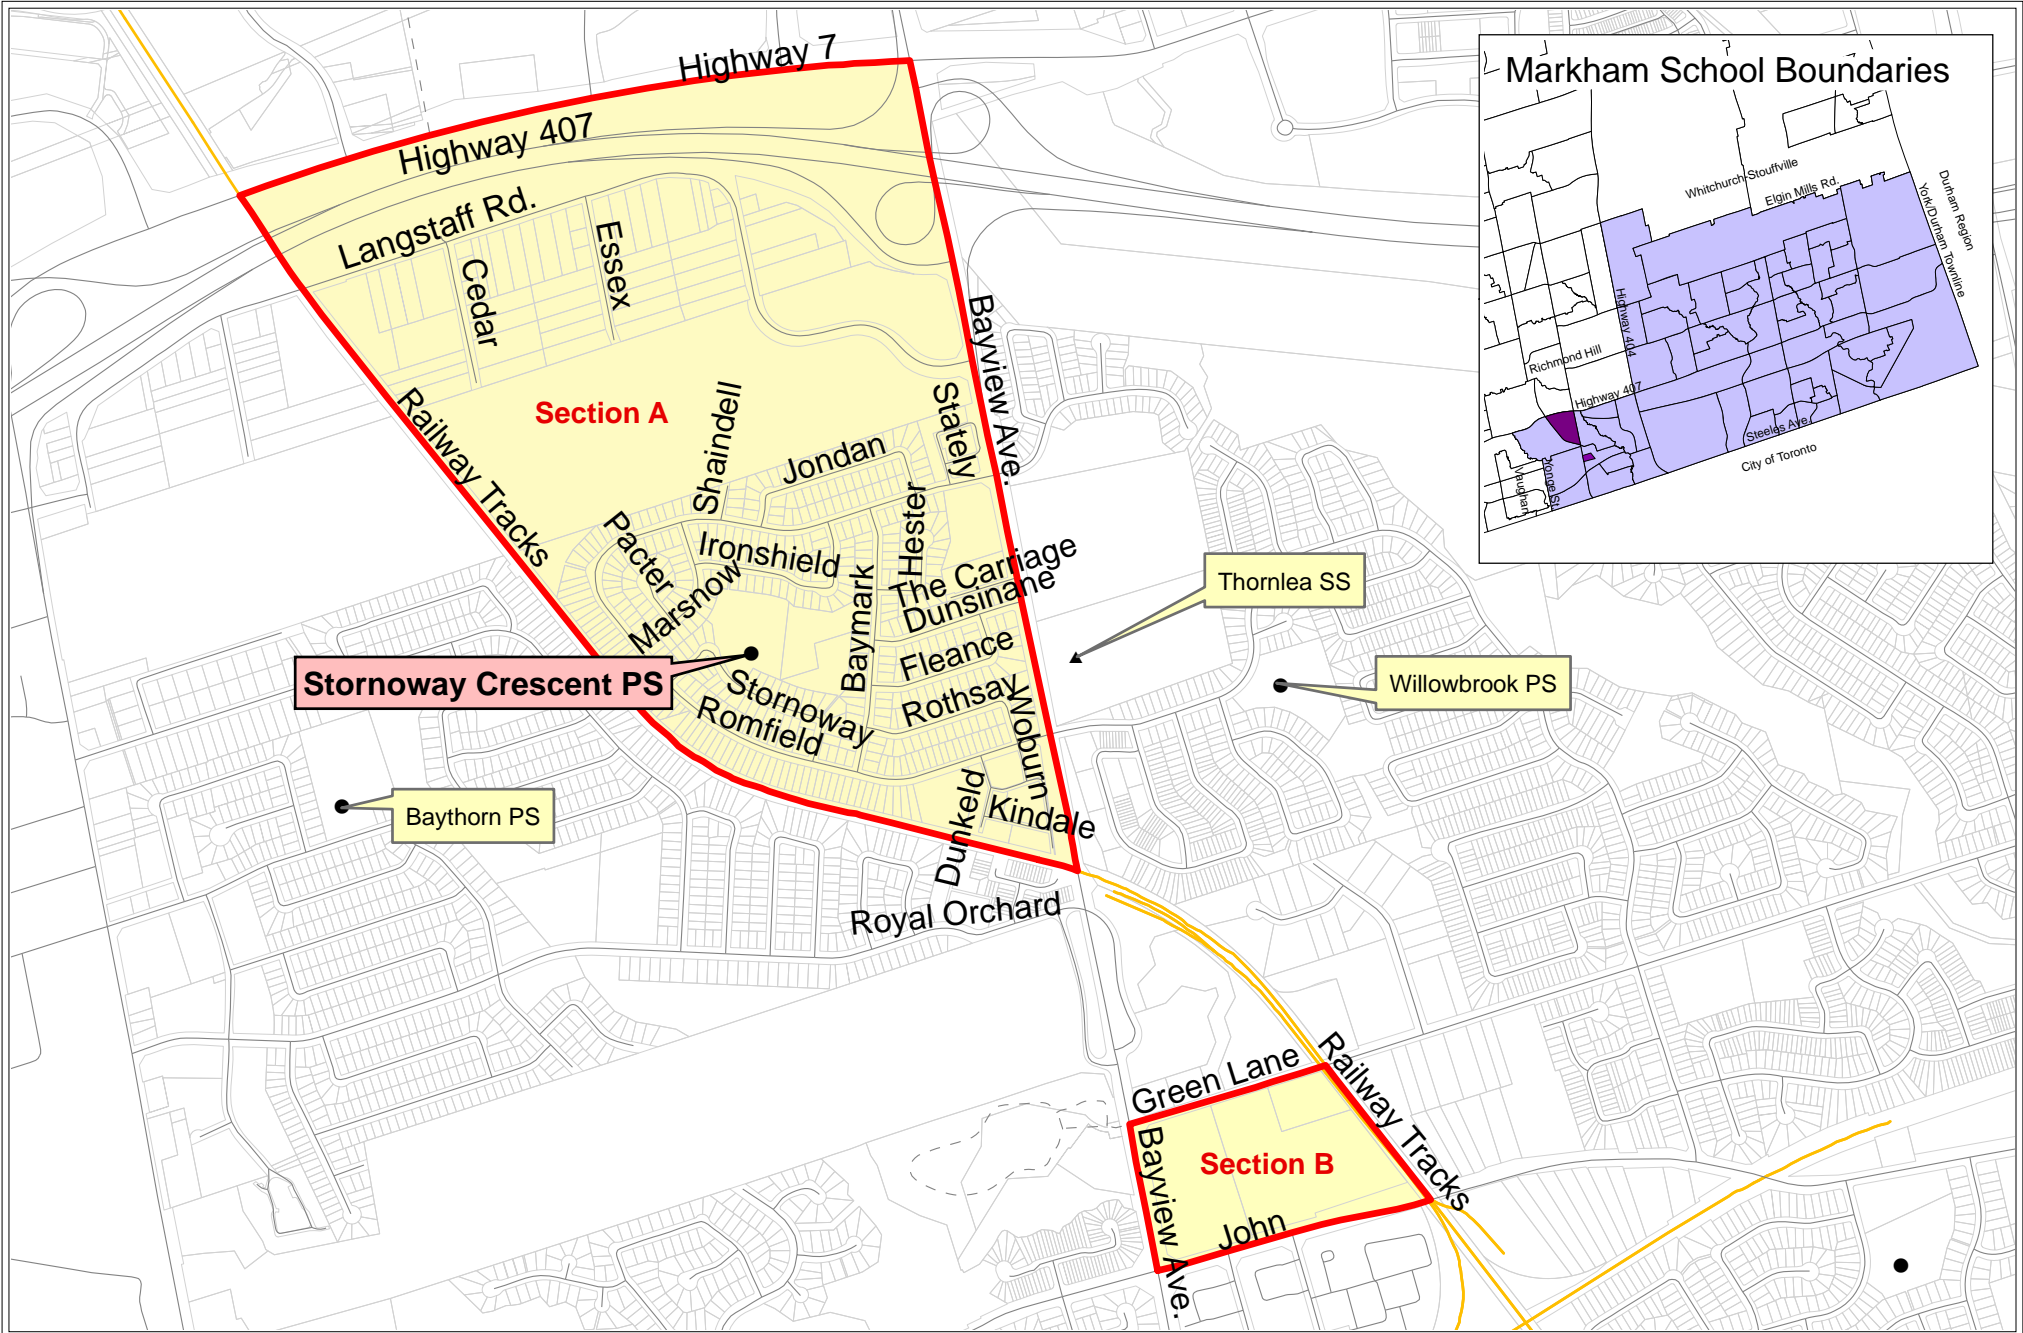 Highway 7
Markham School Boundaries
Highway 407
Whitchurch-Stouffville
Elgin Mills Rd.
Durham Region
York/Durham Townline
Langstaff Rd.
Essex
Cedar
Bayview Ave.
Highway 404
Richmond Hill
Highway 407
Steeles Ave.
City of Toronto
Yonge St.
Vaughan
Railway Tracks
Section A
Shaindell
Jondan
Stately
Hester
Pacter
Ironshield
Marsnow
Baymark
The Carriage
Dunsinane
Thornlea SS
Fleance
Stornoway Crescent PS
Willowbrook PS
Stornoway
Rothsay
Romfield
Woburn
Baythorn PS
Dunkeld
Kindale
Royal Orchard
Green Lane
Railway Tracks
Section B
Bayview Ave.
John